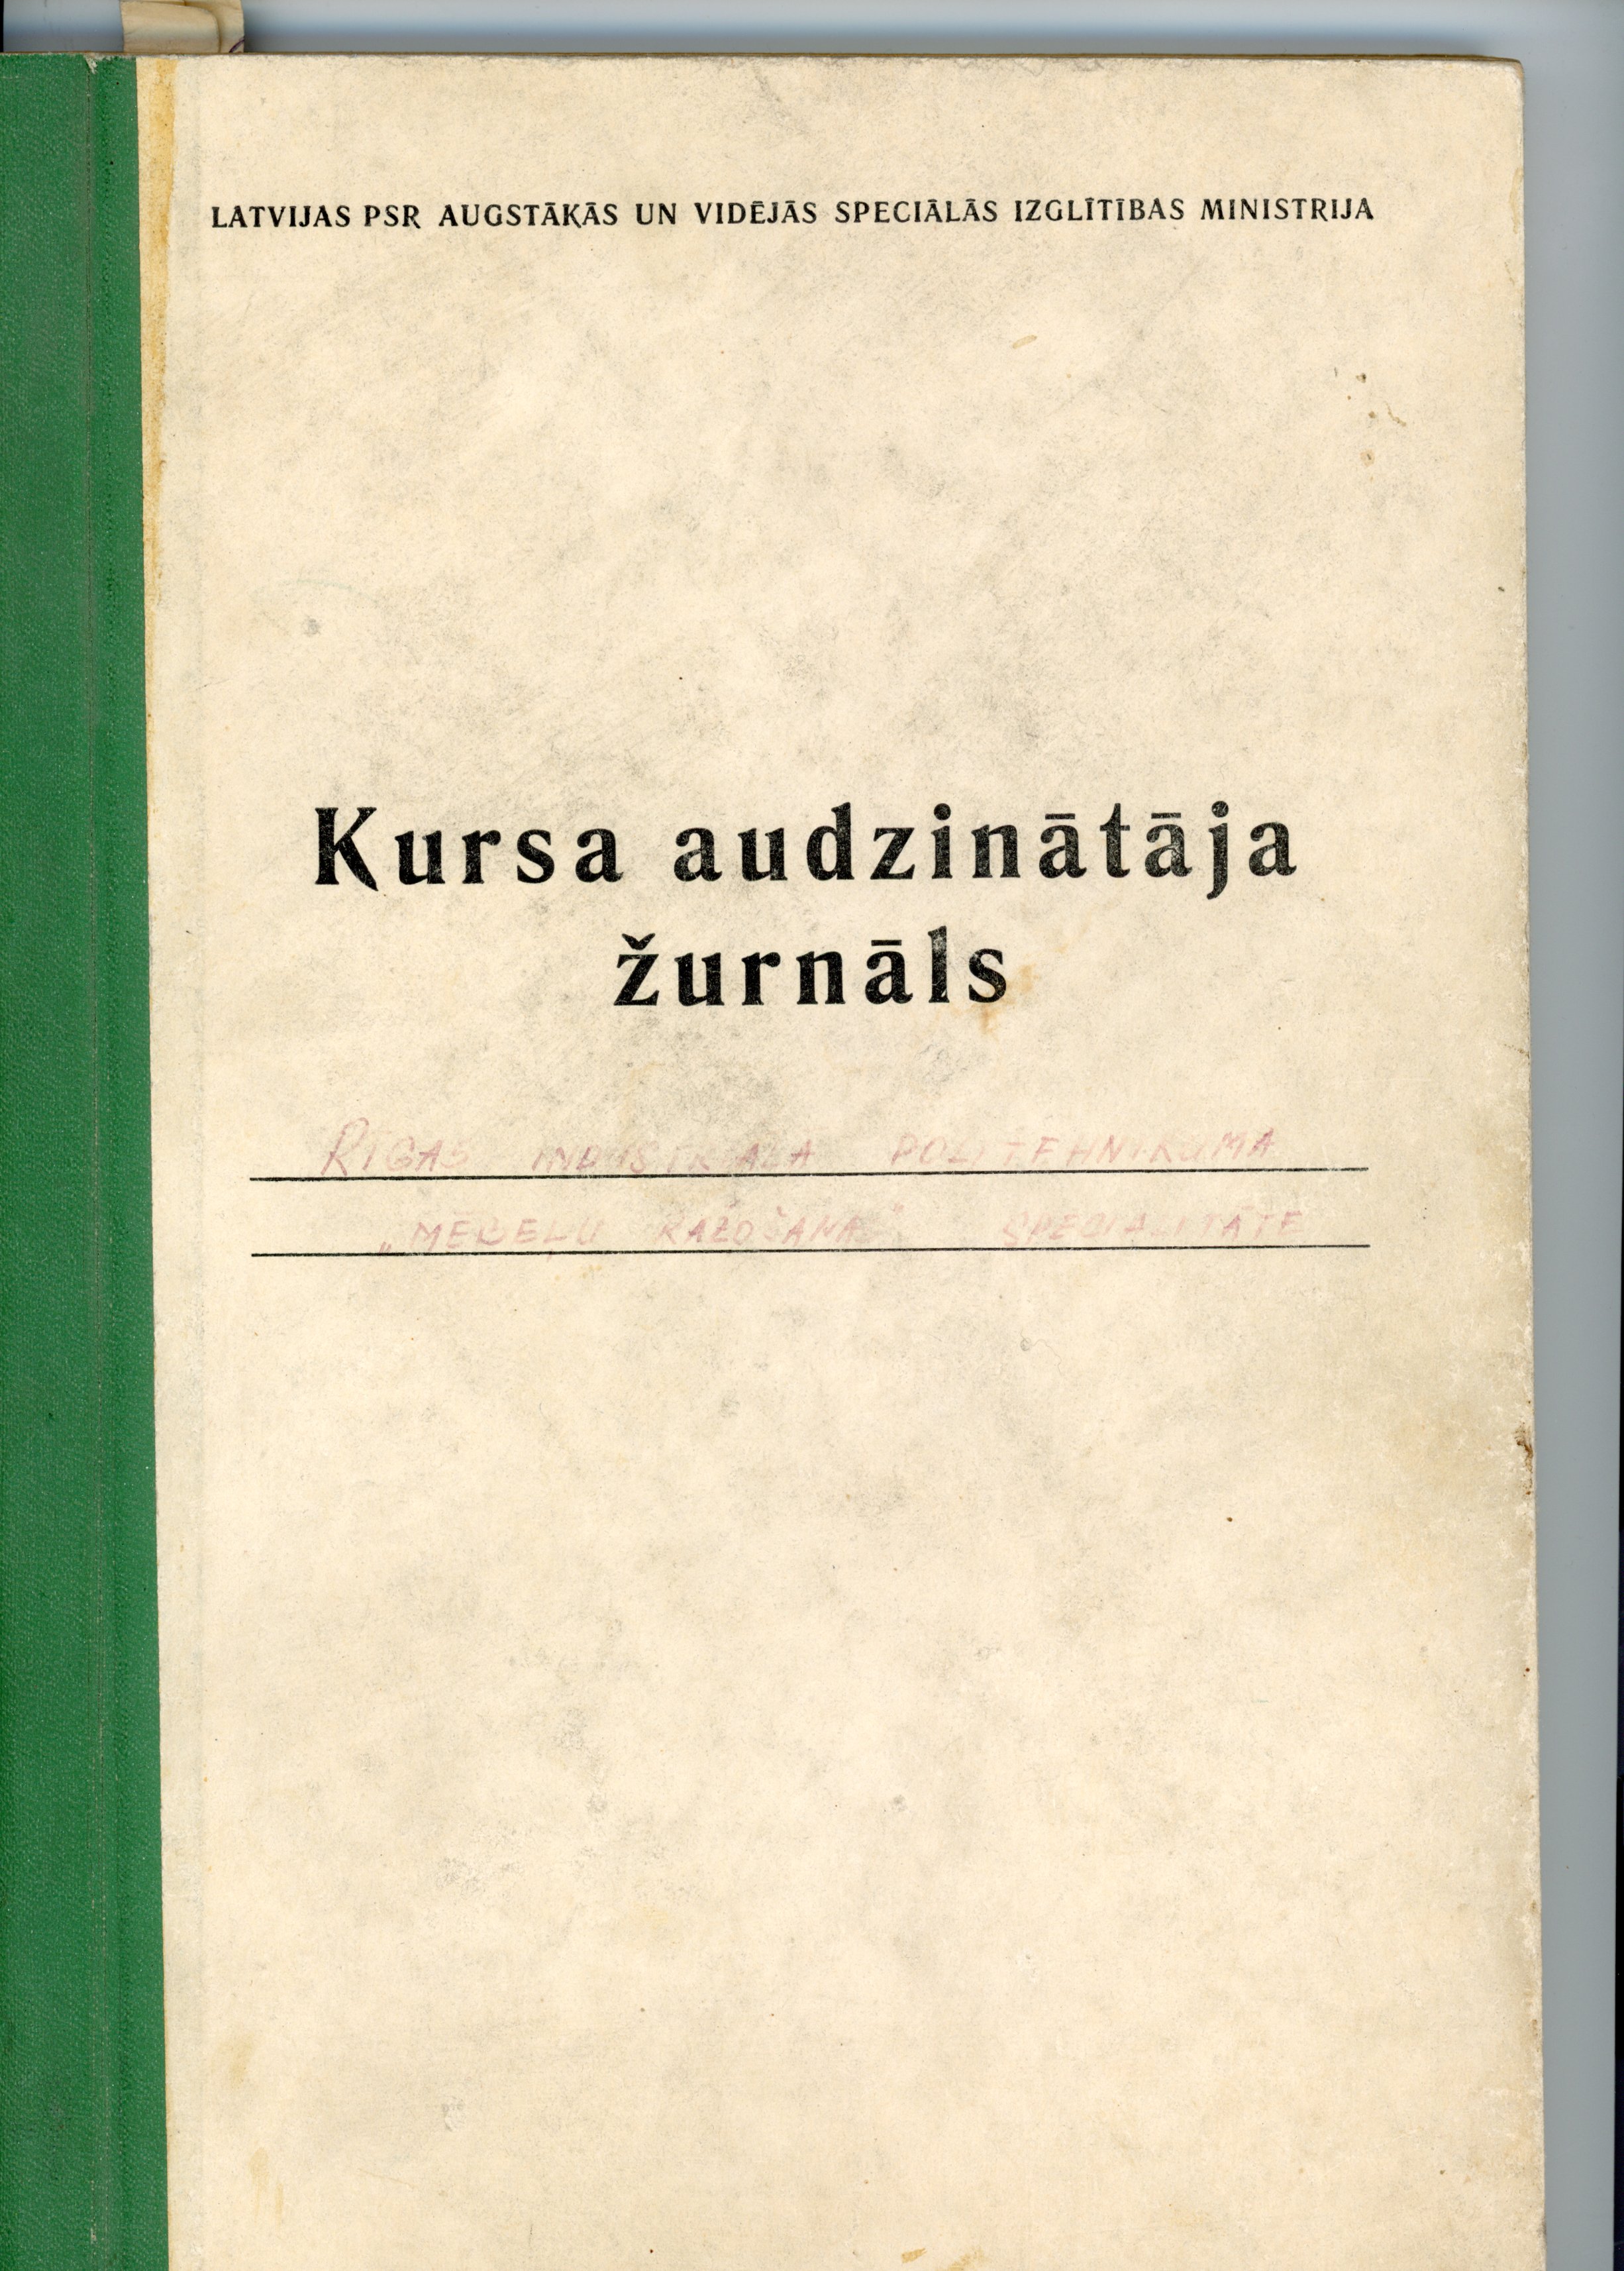 LATVIJAS PSR AUGSTĀKĀS UN VIDĒJĀS SPECIĀLĀS IZGLĪTĪBAS MINISTRIJA
Kursa audzinātāja
žurnāls
RĪGAS INDUSTRIĀLĀ POLITEHNIKUMA
„MĒBEĻU RAŽOŠANA" SPECIALITĀTE